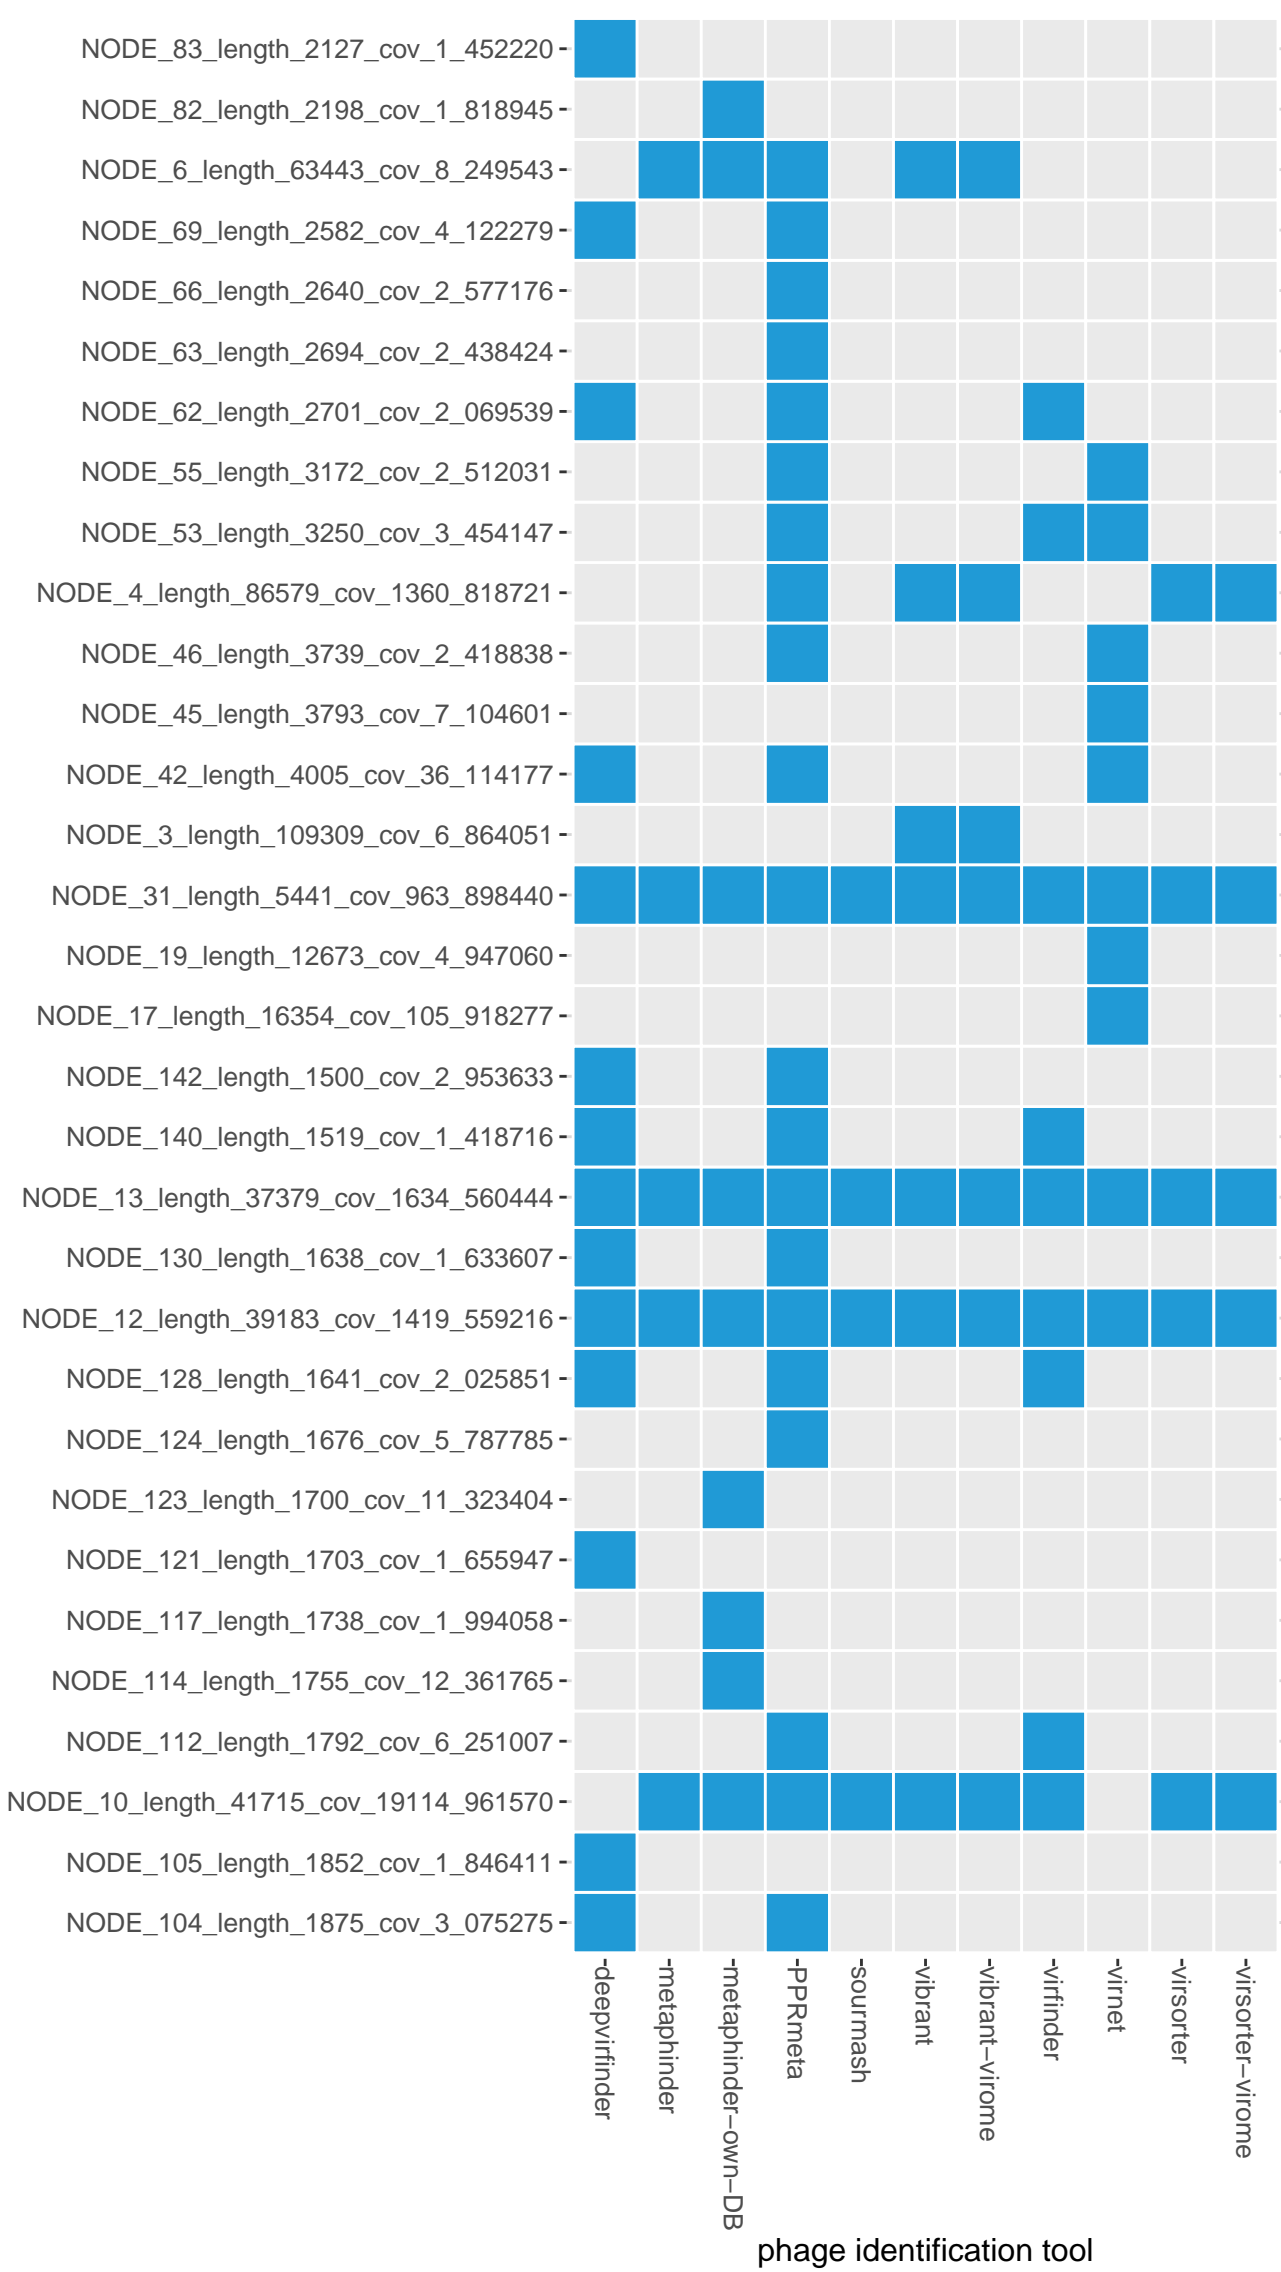 NODE_83_length_2127_cov_1_452220
NODE_82_length_2198_cov_1_818945
NODE_6_length_63443_cov_8_249543
NODE_69_length_2582_cov_4_122279
NODE_66_length_2640_cov_2_577176
NODE_63_length_2694_cov_2_438424
NODE_62_length_2701_cov_2_069539
NODE_55_length_3172_cov_2_512031
NODE_53_length_3250_cov_3_454147
NODE_4_length_86579_cov_1360_818721
NODE_46_length_3739_cov_2_418838
NODE_45_length_3793_cov_7_104601
NODE_42_length_4005_cov_36_114177
NODE_3_length_109309_cov_6_864051
NODE_31_length_5441_cov_963_898440
NODE_19_length_12673_cov_4_947060
NODE_17_length_16354_cov_105_918277
NODE_142_length_1500_cov_2_953633
NODE_140_length_1519_cov_1_418716
NODE_13_length_37379_cov_1634_560444
NODE_130_length_1638_cov_1_633607
NODE_12_length_39183_cov_1419_559216
NODE_128_length_1641_cov_2_025851
NODE_124_length_1676_cov_5_787785
NODE_123_length_1700_cov_11_323404
NODE_121_length_1703_cov_1_655947
NODE_117_length_1738_cov_1_994058
NODE_114_length_1755_cov_12_361765
NODE_112_length_1792_cov_6_251007
NODE_10_length_41715_cov_19114_961570
NODE_105_length_1852_cov_1_846411
NODE_104_length_1875_cov_3_075275
deepvirfinder
metaphinder
metaphinder−own−DB
PPRmeta
sourmash
vibrant
vibrant−virome
virfinder
virnet
virsorter
virsorter−virome
phage identification tool